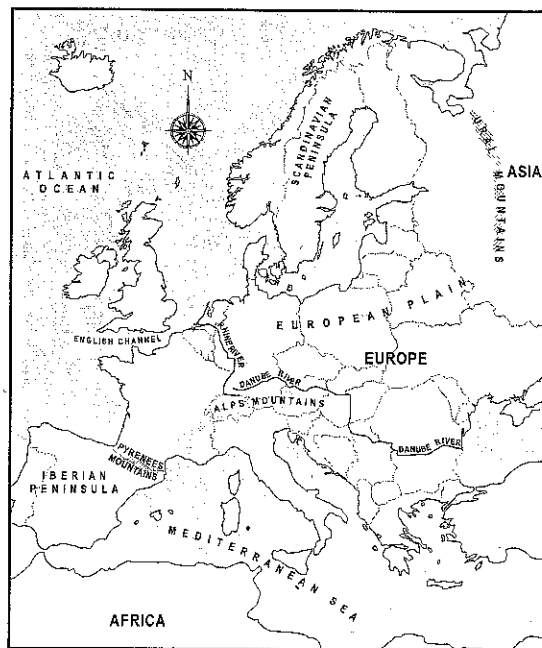 N
ATLANTIC
OCEAN
SCANDINAVIAN
PENINSULA
URAL MOUNTAINS
ASIA
EUROPEAN PLAIN
ENGLISH CHANNEL
RHINE RIVER
EUROPE
DANUBE RIVER
ALPS MOUNTAINS
DANUBE RIVER
PYRENEES
MOUNTAINS
IBERIAN
PENINSULA
MEDITERRANEAN SEA
AFRICA